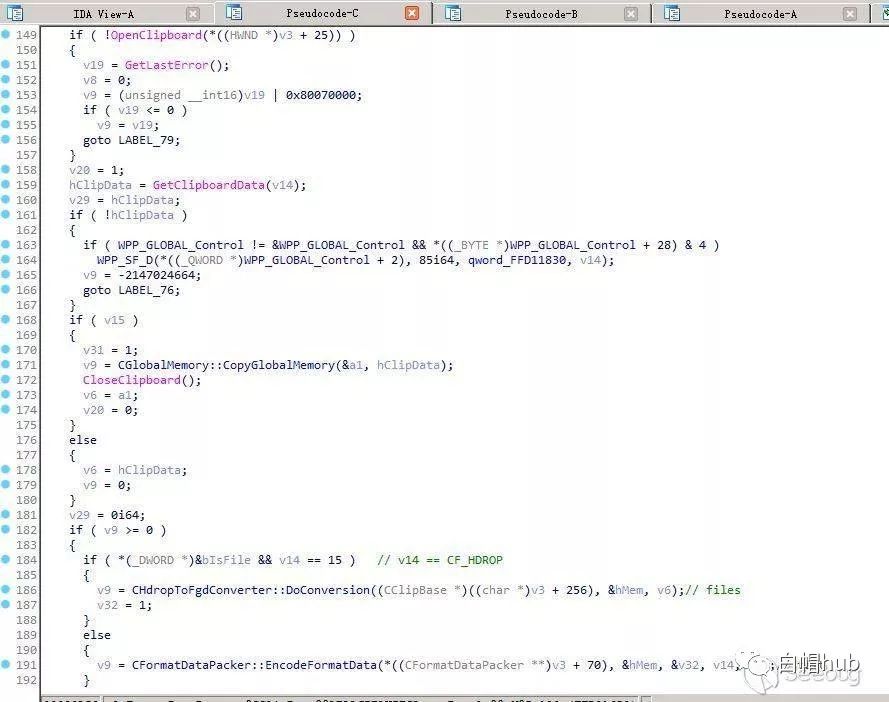 IDA View-A Pseudocode-C Pseudocode-B Pseudocode-A
149 if ( !OpenClipboard(*((HWND *)v3 + 25)) )
150 {
151 v19 = GetLastError();
152 v8 = 0;
153 v9 = (unsigned __int16)v19 | 0x80070000;
154 if ( v19 <= 0 )
155 v9 = v19;
156 goto LABEL_79;
157 }
158 v20 = 1;
159 hClipData = GetClipboardData(v14);
160 v29 = hClipData;
161 if ( !hClipData )
162 {
163 if ( WPP_GLOBAL_Control != &WPP_GLOBAL_Control && *((_BYTE *)WPP_GLOBAL_Control + 28) & 4 )
164 WPP_SF_D(*((_QWORD *)WPP_GLOBAL_Control + 2), 85i64, qword_FFD11830, v14);
165 v9 = -2147024664;
166 goto LABEL_76;
167 }
168 if ( v15 )
169 {
170 v31 = 1;
171 v9 = CGlobalMemory::CopyGlobalMemory(&a1, hClipData);
172 CloseClipboard();
173 v6 = a1;
174 v20 = 0;
175 }
176 else
177 {
178 v6 = hClipData;
179 v9 = 0;
180 }
181 v29 = 0i64;
182 if ( v9 >= 0 )
183 {
184 if ( *(_DWORD *)&bIsFile && v14 == 15 ) // v14 == CF_HDROP
185 {
186 v9 = CHdropToFgdConverter::DoConversion((CClipBase *)((char *)v3 + 256), &hMem, v6);// files
187 v32 = 1;
188 }
189 else
190 {
191 v9 = CFormatDataPacker::EncodeFormatData(*((CFormatDataPacker **)v3 + 70), &hMem, &v32, v14,
192 }
白帽hub
Seebug